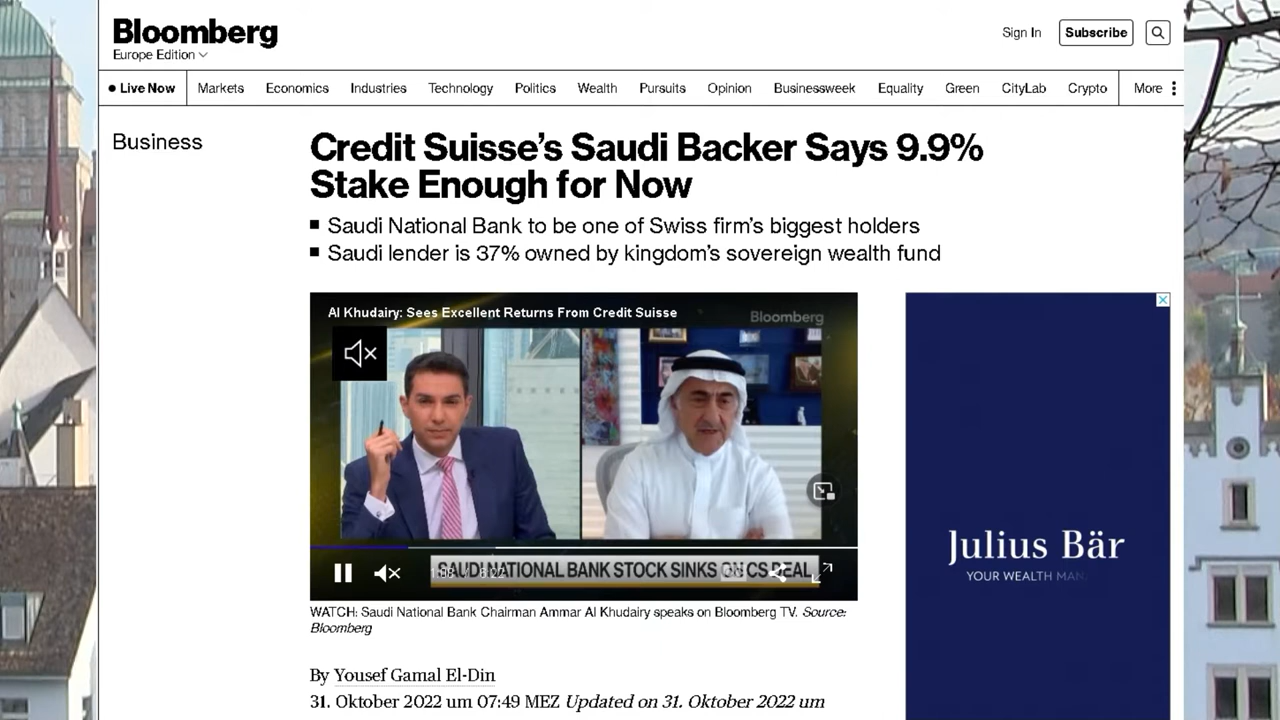 Bloomberg
Europe Edition
Sign In
Subscribe
Live Now
Markets
Economics
Industries
Technology
Politics
Wealth
Pursuits
Opinion
Businessweek
Equality
Green
CityLab
Crypto
More
Business
Credit Suisse's Saudi Backer Says 9.9%
Stake Enough for Now
Saudi National Bank to be one of Swiss firm's biggest holders
Saudi lender is 37% owned by kingdom's sovereign wealth fund
Al Khudairy: Sees Excellent Returns From Credit Suisse
Bloomberg
NATIONAL BANK STOCK SINKS
WATCH: Saudi National Bank Chairman Ammar Al Khudairy speaks on Bloomberg TV. Source:
Bloomberg
Julius Bär
YOUR WEALTH MAN
By Yousef Gamal El-Din
31. Oktober 2022 um 07:49 MEZ Updated on 31. Oktober 2022 um